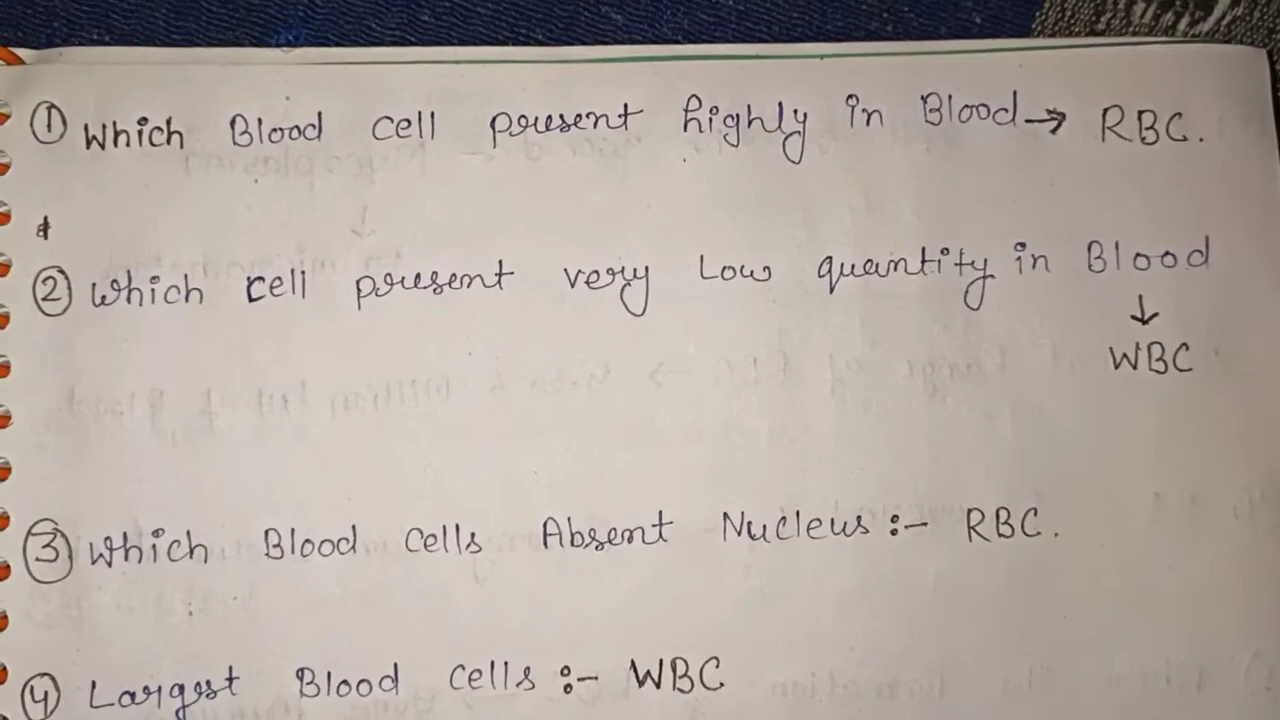 ① Which Blood cell present highly in Blood → RBC.
② Which cell present very Low quantity in Blood
↓
WBC
③ Which Blood cells Absent Nucleus :- RBC.
④ Largest Blood cells :- WBC